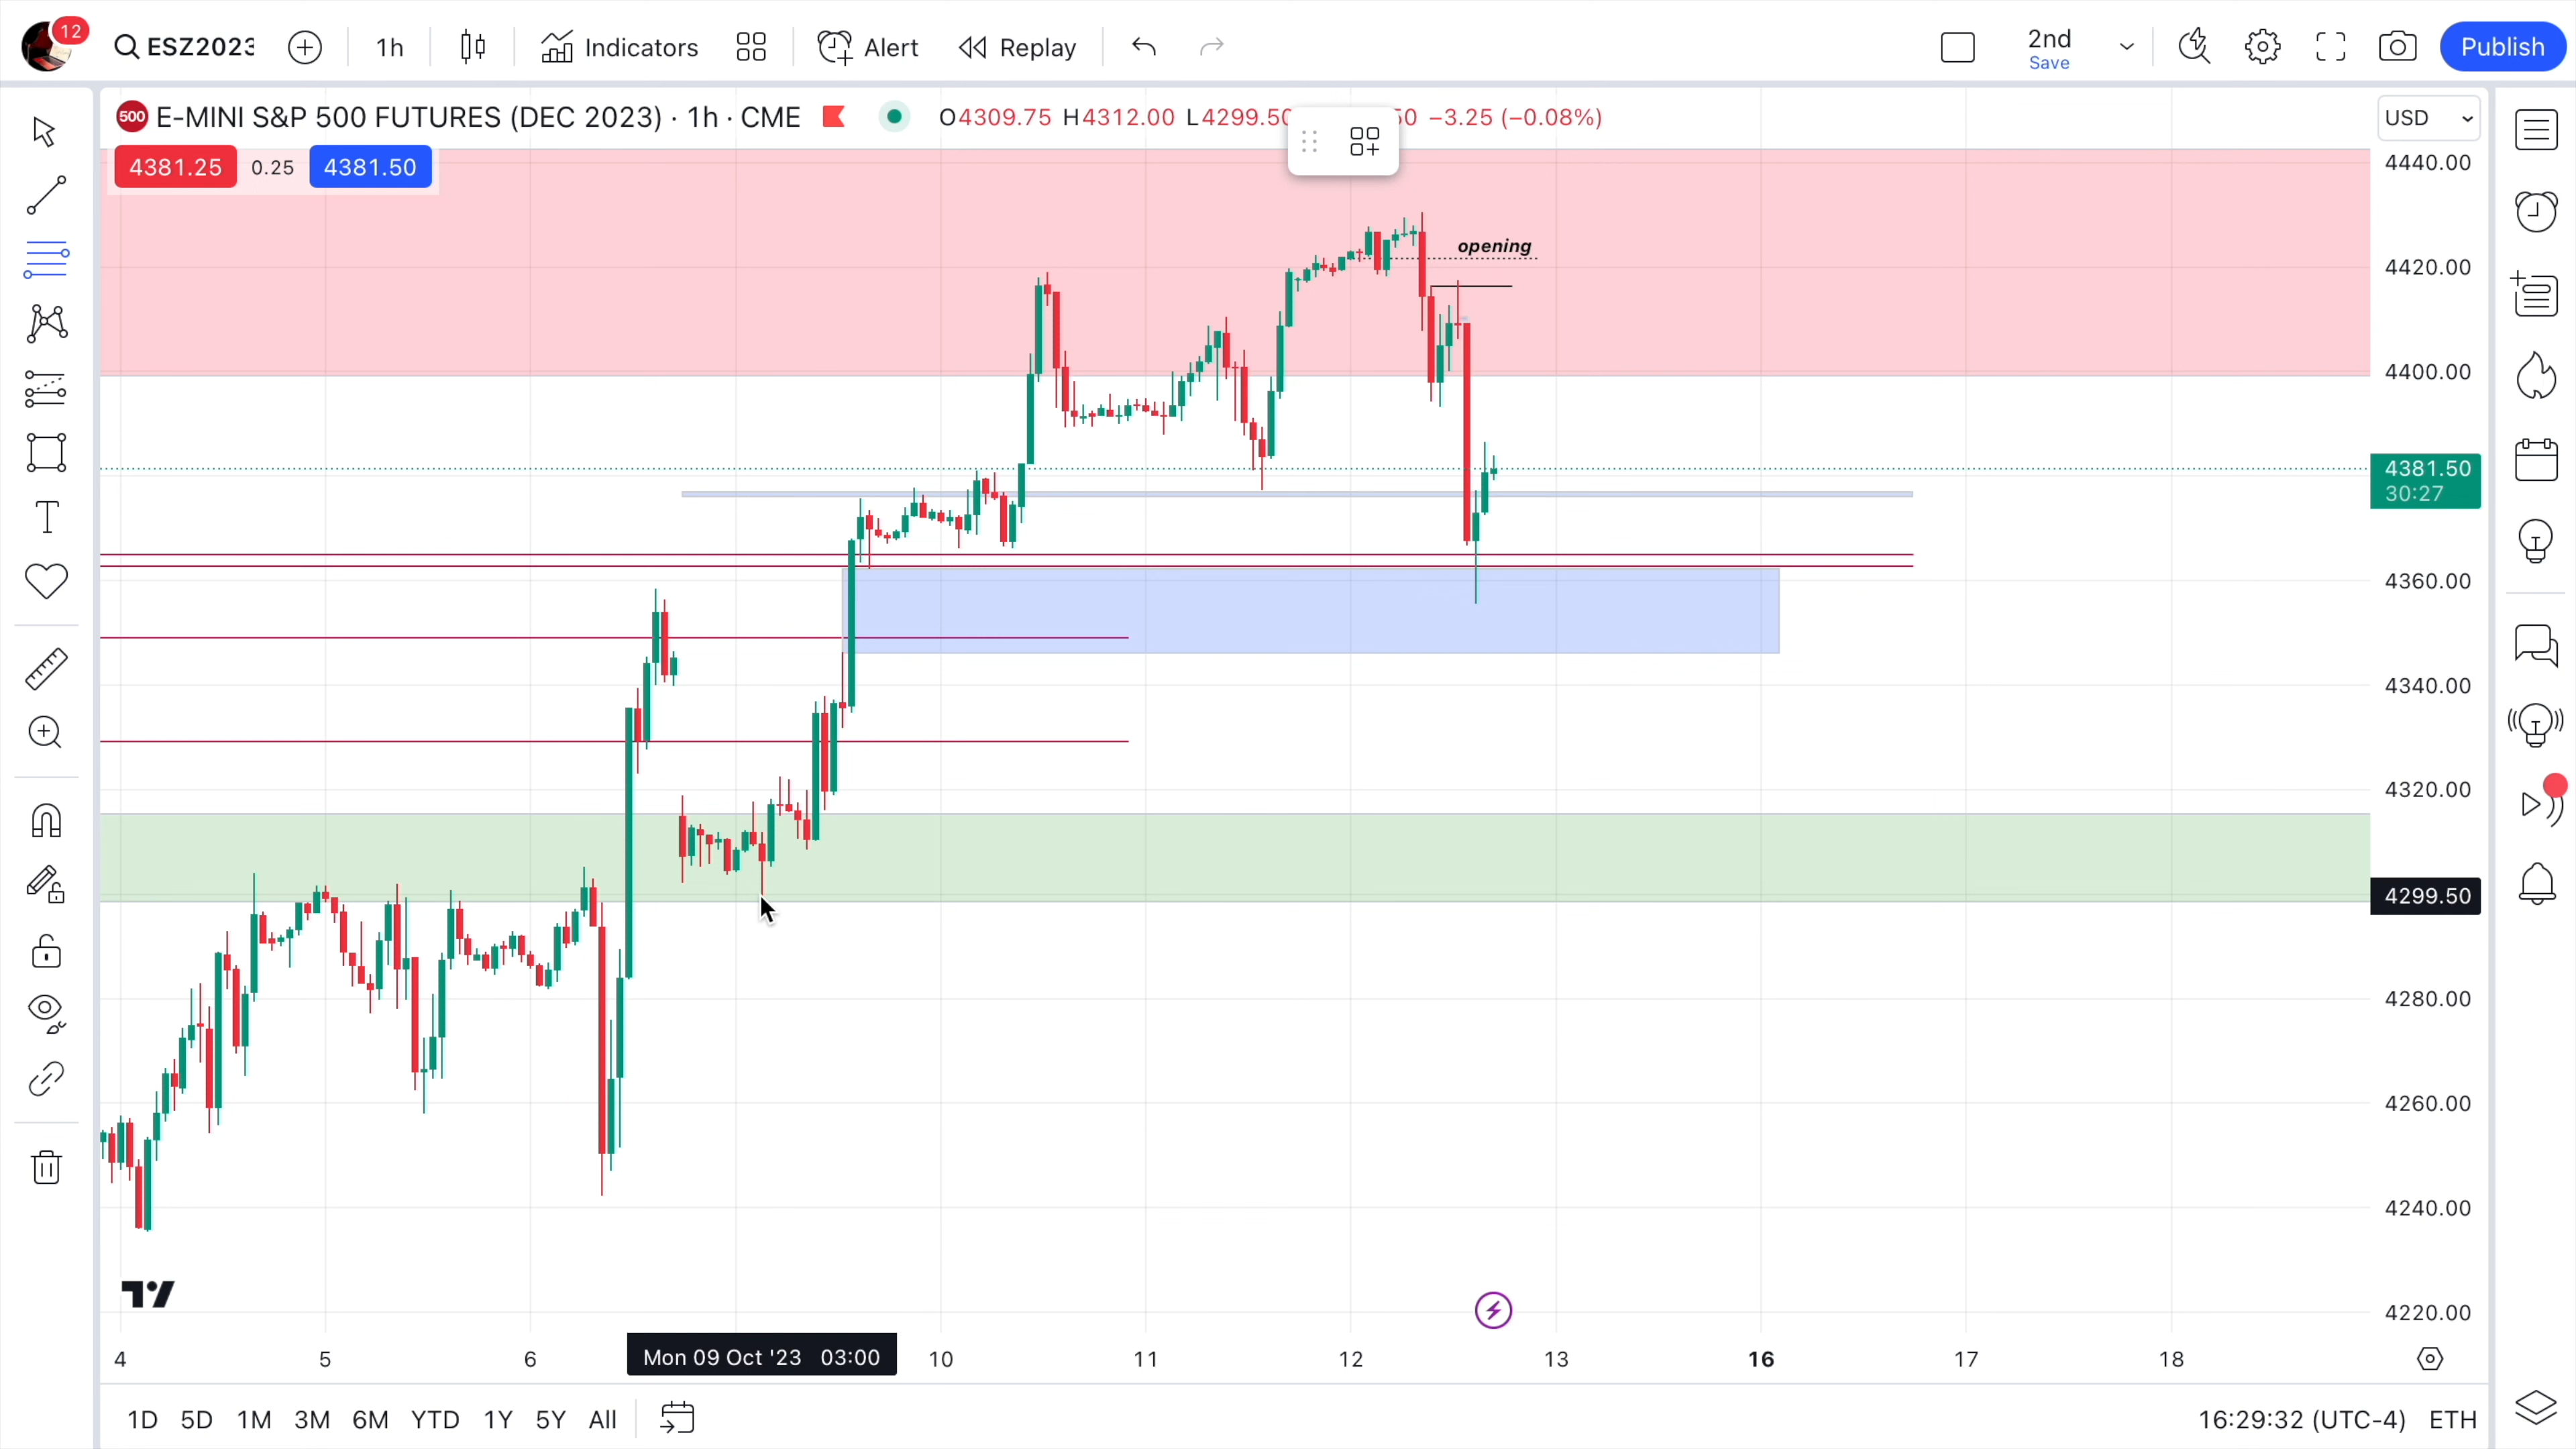 12
ESZ2023
1h
Indicators
Alert
Replay
2nd
Save
Publish
500 E-MINI S&P 500 FUTURES (DEC 2023) · 1h · CME
O4309.75 H4312.00 L4299.50 50 −3.25 (−0.08%)
USD
4381.25 0.25 4381.50
opening
4440.00
4420.00
4400.00
4381.50
30:27
4360.00
4340.00
4320.00
4299.50
4280.00
4260.00
4240.00
4220.00
4 5 6 Mon 09 Oct '23 03:00 10 11 12 13 16 17 18
1D 5D 1M 3M 6M YTD 1Y 5Y All
16:29:32 (UTC-4) ETH